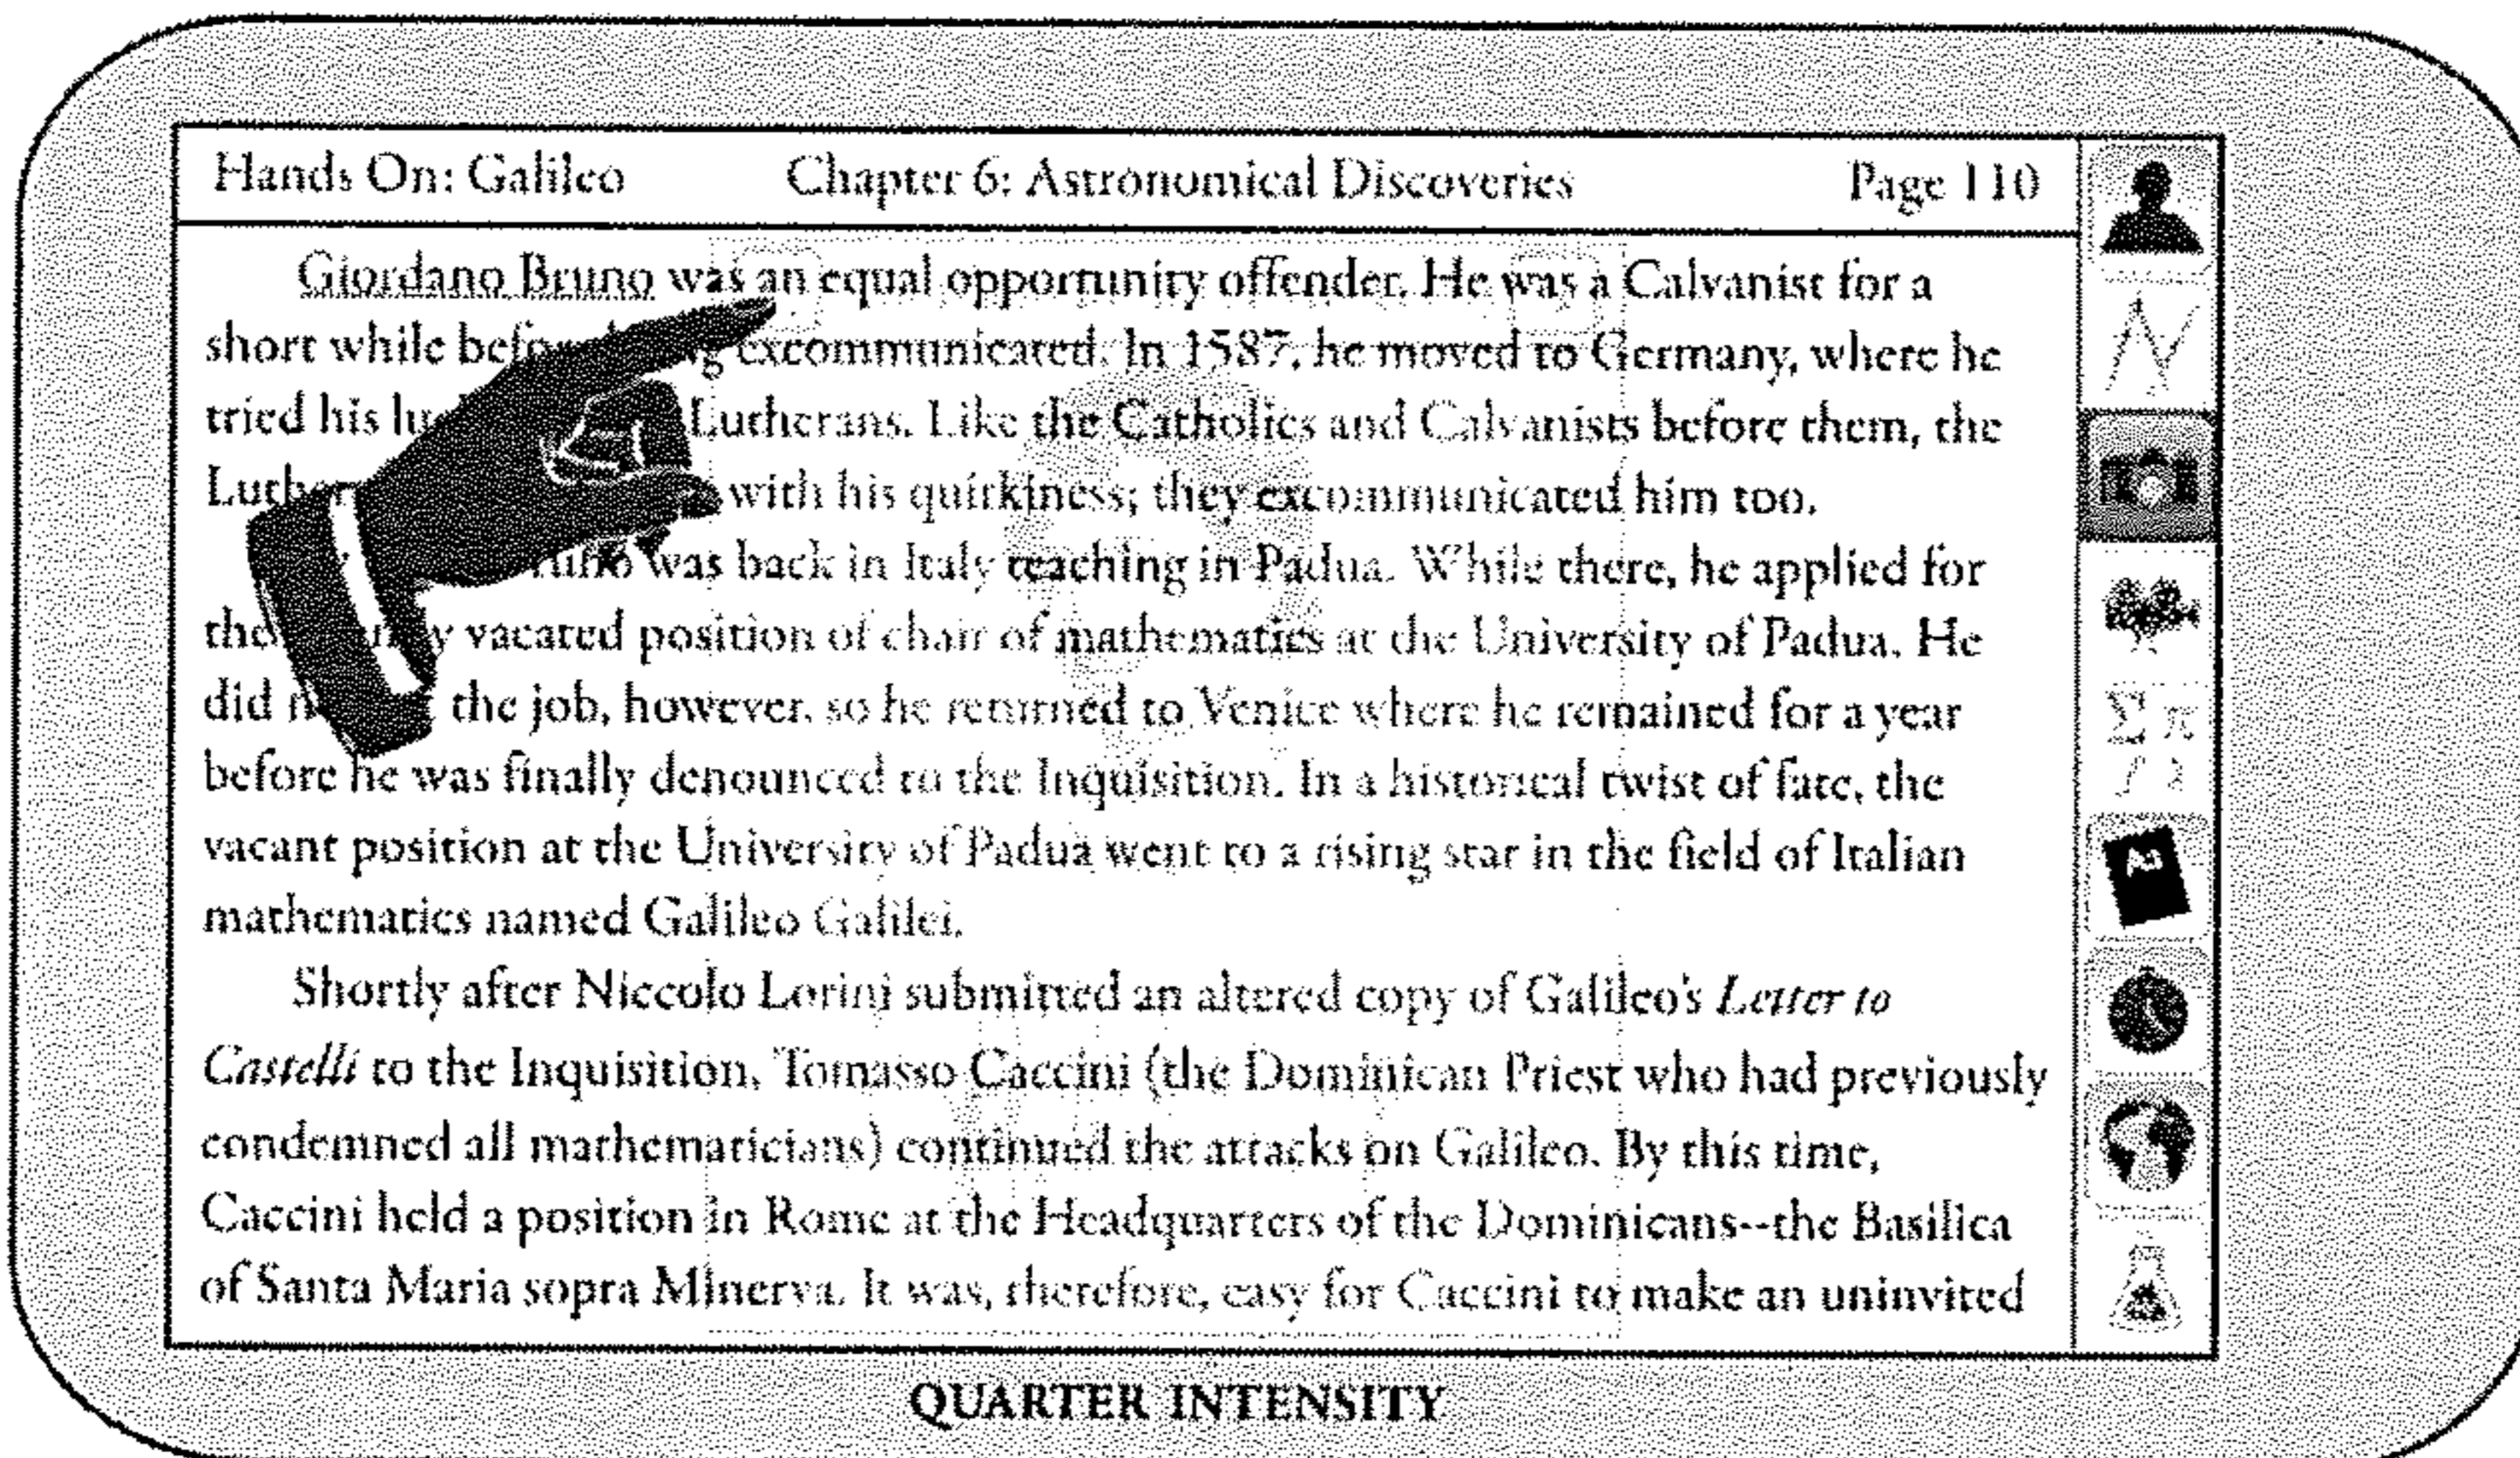 Hands On: Galileo Chapter 6: Astronomical Discoveries Page 110
Giordano Bruno was an equal opportunity offender. He was a Calvanist for a
short while excommunicated. In 1587, he moved to Germany, where he
tried his Lutherans. Like the Catholics and Calvanists before them, the
with his quirkiness; they excommunicated him too.
was back in Italy teaching in Padua. While there, he applied for
the vacated position of chair of mathematics at the University of Padua. He
did the job, however, so he returned to Venice where he remained for a year
before he was finally denounced to the Inquisition. In a historical twist of fate, the
vacant position at the University of Padua went to a rising star in the field of Italian
mathematics named Galileo Galilei.
Shortly after Niccolo Lorini submitted an altered copy of Galileo's Letter to
Castelli to the Inquisition, Tomasso Caccini (the Dominican Priest who had previously
condemned all mathematicians) continued the attacks on Galileo. By this time,
Caccini held a position in Rome at the Headquarters of the Dominicans--the Basilica
of Santa Maria sopra Minerva. It was, therefore, easy for Caccini to make an uninvited
Σ π
QUARTER INTENSITY